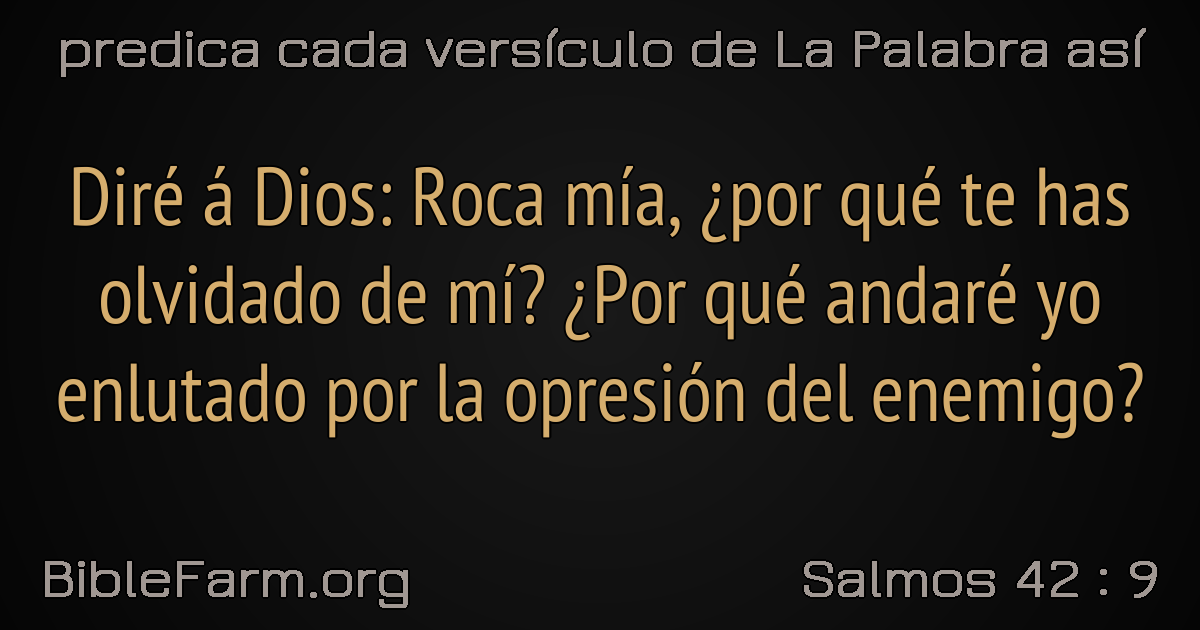 predica cada versículo de La Palabra así
Diré á Dios: Roca mía, ¿por qué te has
olvidado de mí? ¿Por qué andaré yo
enlutado por la opresión del enemigo?
BibleFarm.org
Salmos 42 : 9